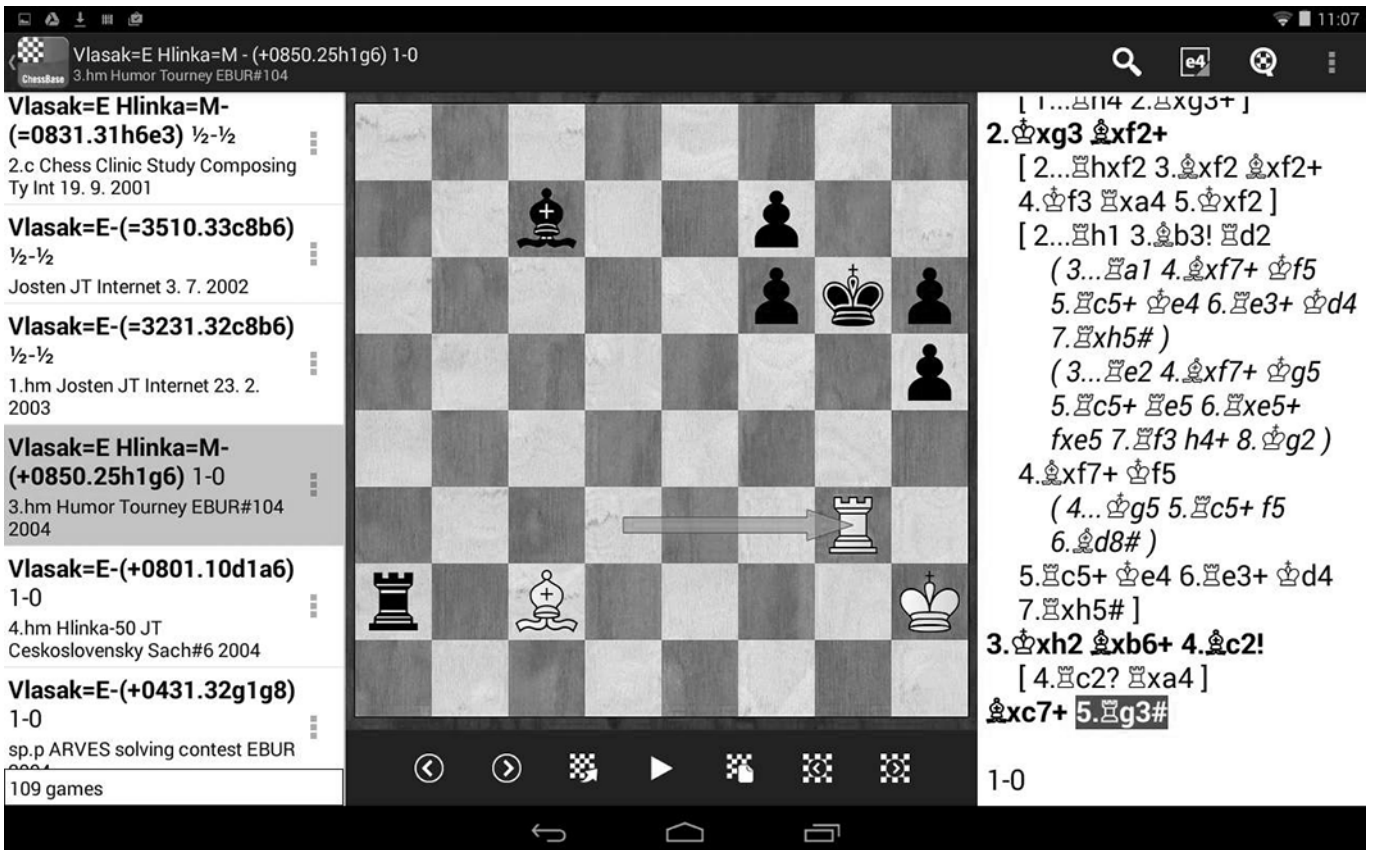 11:07
Vlasak=E Hlinka=M - (+0850.25h1g6) 1-0
3.hm Humor Tourney EBUR#104
ChessBase
e4
Vlasak=E Hlinka=M-
(=0831.31h6e3) ½-½
2.c Chess Clinic Study Composing
Ty Int 19. 9. 2001
Vlasak=E-(=3510.33c8b6)
½-½
Josten JT Internet 3. 7. 2002
Vlasak=E-(=3231.32c8b6)
½-½
1.hm Josten JT Internet 23. 2.
2003
Vlasak=E Hlinka=M-
(+0850.25h1g6) 1-0
3.hm Humor Tourney EBUR#104
2004
Vlasak=E-(+0801.10d1a6)
1-0
4.hm Hlinka-50 JT
Ceskoslovensky Sach#6 2004
Vlasak=E-(+0431.32g1g8)
1-0
sp.p ARVES solving contest EBUR
2004
109 games
[ 1...♖h4 2.♖xg3+ ]
2.♔xg3 ♗xf2+
[ 2...♖hxf2 3.♗xf2 ♗xf2+
4.♔f3 ♖xa4 5.♔xf2 ]
[ 2...♖h1 3.♗b3! ♖d2
( 3...♖a1 4.♗xf7+ ♔f5
5.♖c5+ ♔e4 6.♖e3+ ♔d4
7.♖xh5# )
( 3...♖e2 4.♗xf7+ ♔g5
5.♖c5+ ♖e5 6.♖xe5+
fxe5 7.♖f3 h4+ 8.♔g2 )
4.♗xf7+ ♔f5
( 4...♔g5 5.♖c5+ f5
6.♗d8# )
5.♖c5+ ♔e4 6.♖e3+ ♔d4
7.♖xh5# ]
3.♔xh2 ♗xb6+ 4.♗c2!
[ 4.♖c2? ♖xa4 ]
♗xc7+ 5.♖g3#
1-0